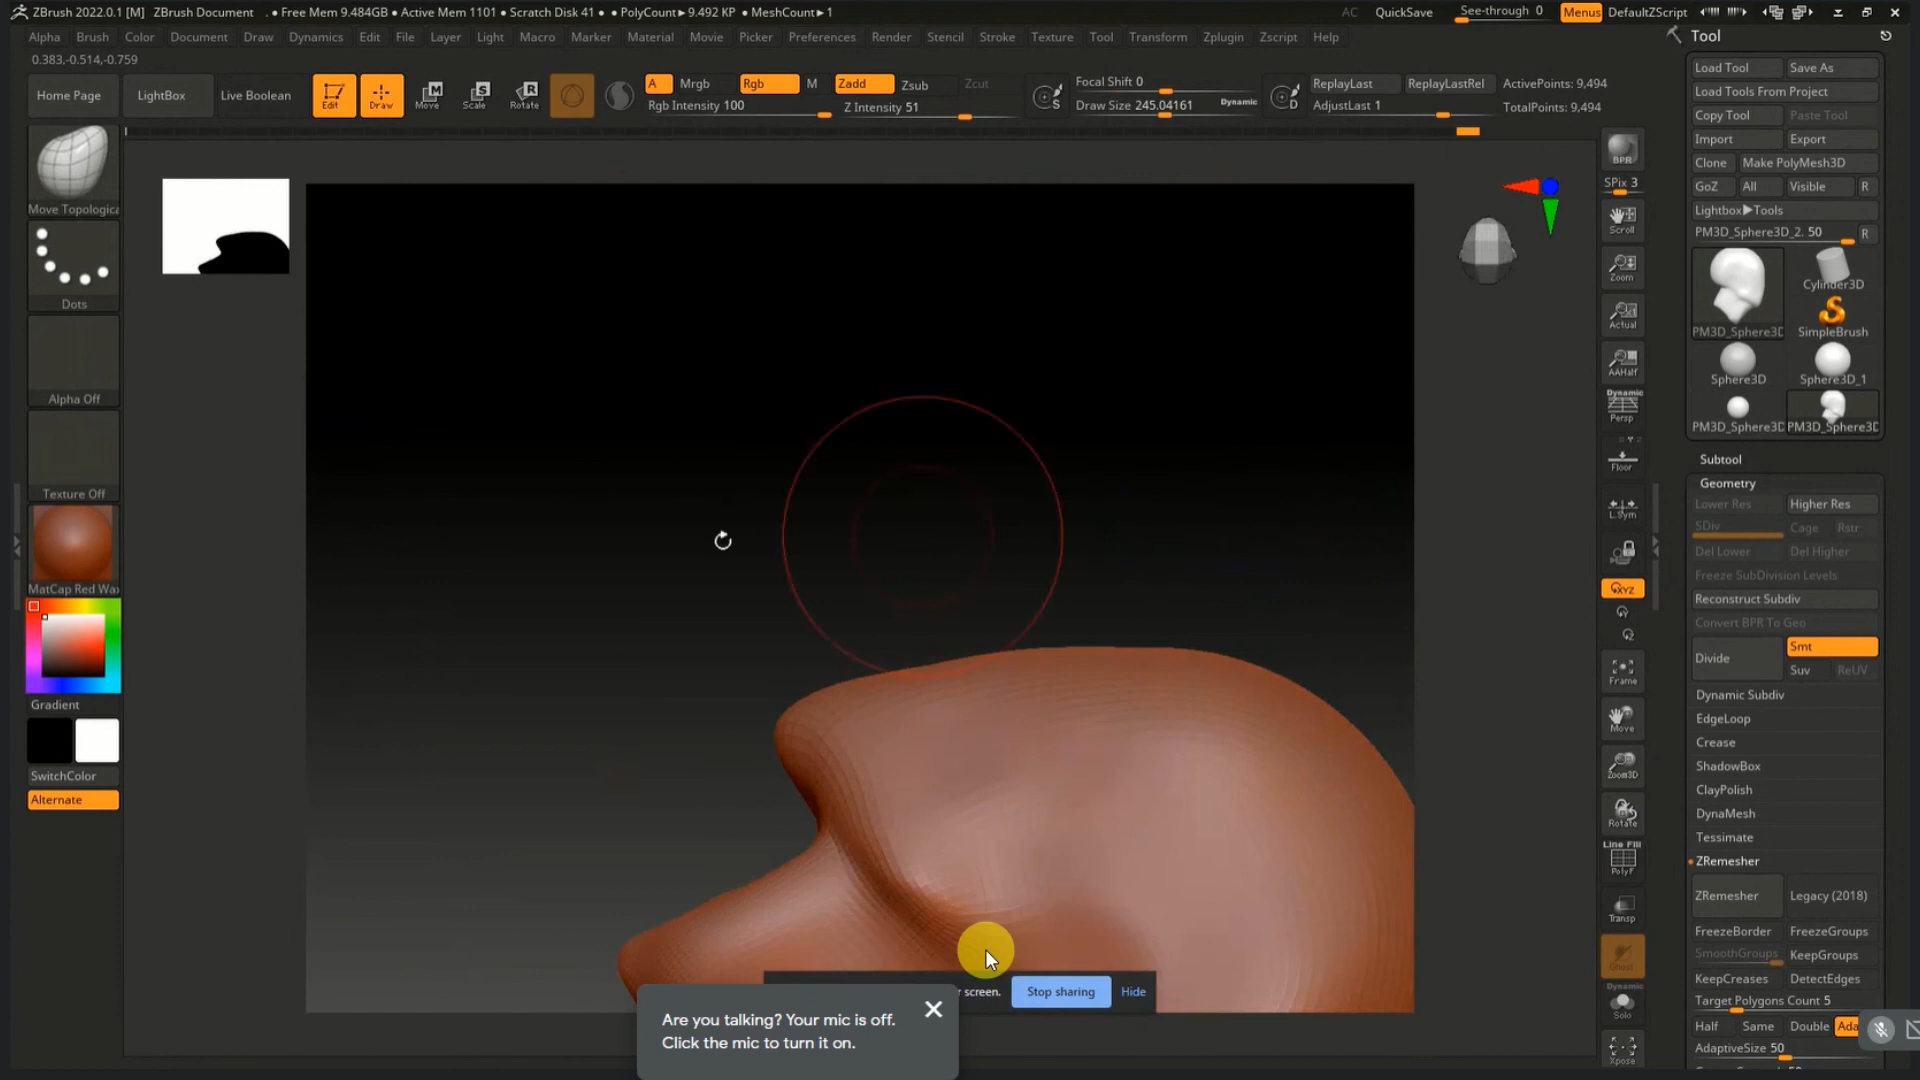 ZBrush 2022.0.1 [M] ZBrush Document . • Free Mem 9.484GB • Active Mem 1101 • Scratch Disk 41 • • PolyCount► 9.492 KP • MeshCount► 1 AC QuickSave See-through 0 Menus DefaultZScript
Alpha Brush Color Document Draw Dynamics Edit File Layer Light Macro Marker Material Movie Picker Preferences Render Stencil Stroke Texture Tool Transform Zplugin Zscript Help
Tool
0.383,-0.514,-0.759
Load Tool Save As
Load Tools From Project
Copy Tool Paste Tool
Import Export
Clone Make PolyMesh3D
GoZ All Visible R
Lightbox►Tools
PM3D_Sphere3D_2. 50 R
Home Page LightBox Live Boolean Edit Draw Move Scale Rotate
A Mrgb Rgb M Zadd Zsub Zcut
Rgb Intensity 100 Z Intensity 51
Focal Shift 0
Draw Size 245.04161 Dynamic
ReplayLast ReplayLastRel ActivePoints: 9,494
AdjustLast 1 TotalPoints: 9,494
Move Topologica
Dots
Alpha Off
Texture Off
MatCap Red Wax
Gradient
SwitchColor
Alternate
BPR
SPix 3
Scroll
Zoom
Actual
AAHalf
Dynamic
Persp
Floor
L.Sym
XYZ
Frame
Move
Zoom3D
Rotate
Line Fill
PolyF
Transp
Ghost
Dynamic
Solo
Xpose
PM3D_Sphere3D Cylinder3D
SimpleBrush
Sphere3D Sphere3D_1
PM3D_Sphere3D PM3D_Sphere3D
Subtool
Geometry
Lower Res Higher Res
SDiv Cage Rstr
Del Lower Del Higher
Freeze SubDivision Levels
Reconstruct Subdiv
Convert BPR To Geo
Divide Smt
Suv ReUV
Dynamic Subdiv
EdgeLoop
Crease
ShadowBox
ClayPolish
DynaMesh
Tessimate
ZRemesher
ZRemesher Legacy (2018)
FreezeBorder FreezeGroups
SmoothGroups KeepGroups
KeepCreases DetectEdges
Target Polygons Count 5
Half Same Double Ada
AdaptiveSize 50
r screen. Stop sharing Hide
Are you talking? Your mic is off.
Click the mic to turn it on.